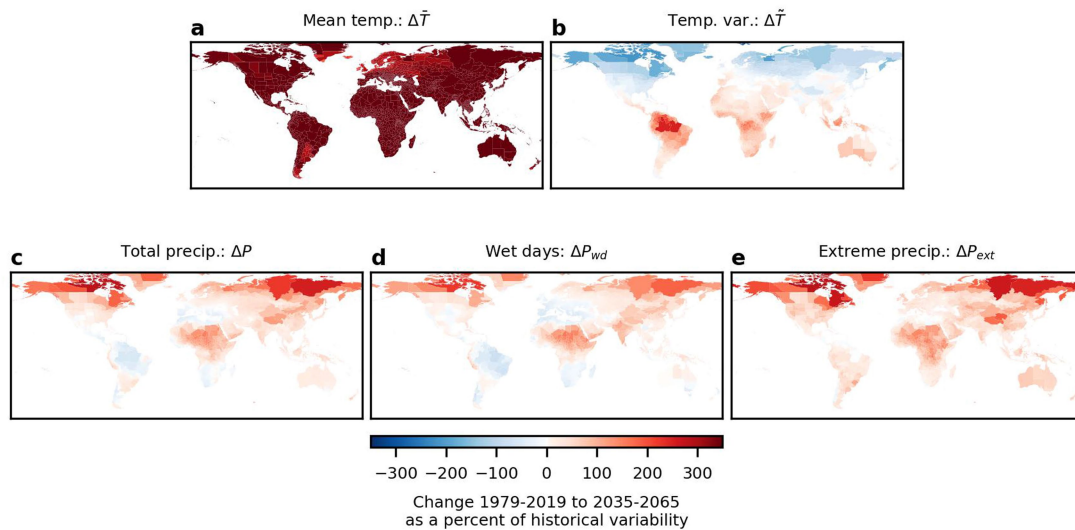 a
Mean temp.: ΔT̄
b
Temp. var.: ΔT̃
c
Total precip.: ΔP
d
Wet days: ΔP_wd
e
Extreme precip.: ΔP_ext
−300 −200 −100 0 100 200 300
Change 1979-2019 to 2035-2065
as a percent of historical variability